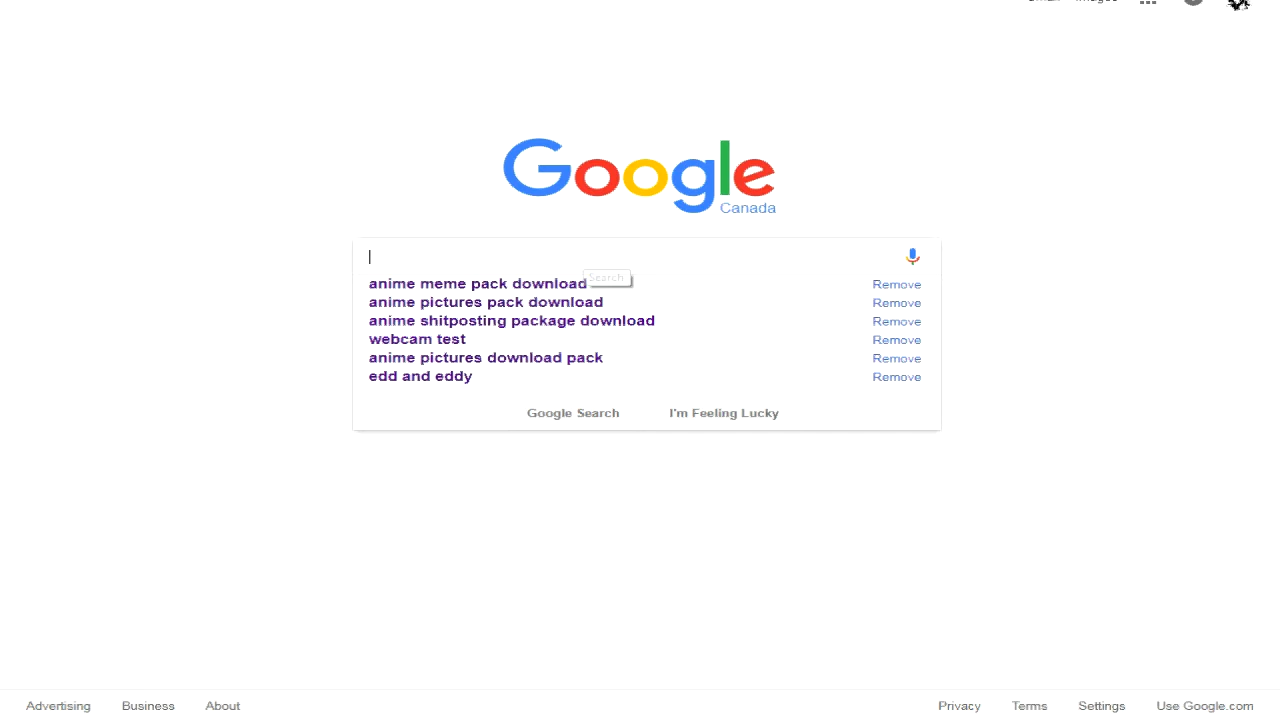 Google
Canada
Search
anime meme pack download
Remove
anime pictures pack download
Remove
anime shitposting package download
Remove
webcam test
Remove
anime pictures download pack
Remove
edd and eddy
Remove
Google Search
I'm Feeling Lucky
Advertising
Business
About
Privacy
Terms
Settings
Use Google.com